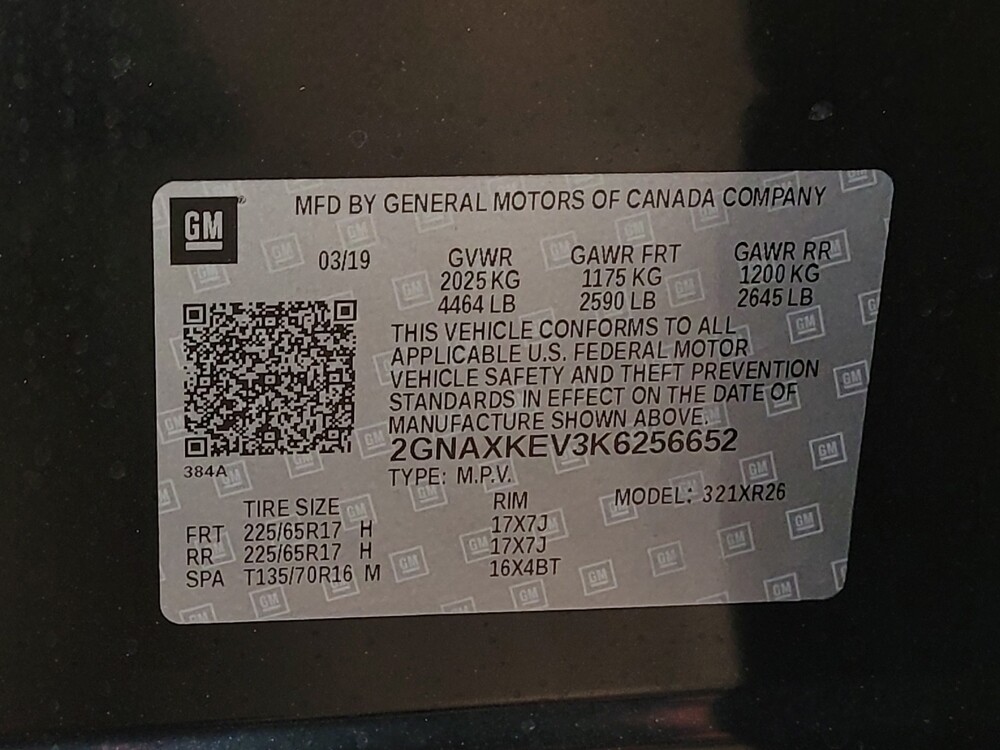 GM
MFD BY GENERAL MOTORS OF CANADA COMPANY
03/19 GVWR GAWR FRT GAWR RR
2025 KG 1175 KG 1200 KG
4464 LB 2590 LB 2645 LB
THIS VEHICLE CONFORMS TO ALL
APPLICABLE U.S. FEDERAL MOTOR
VEHICLE SAFETY AND THEFT PREVENTION
STANDARDS IN EFFECT ON THE DATE OF
MANUFACTURE SHOWN ABOVE.
2GNAXKEV3K6256652
384A
TYPE: M.P.V.
TIRE SIZE RIM MODEL: 321XR26
FRT 225/65R17 H 17X7J
RR 225/65R17 H 17X7J
SPA T135/70R16 M 16X4BT